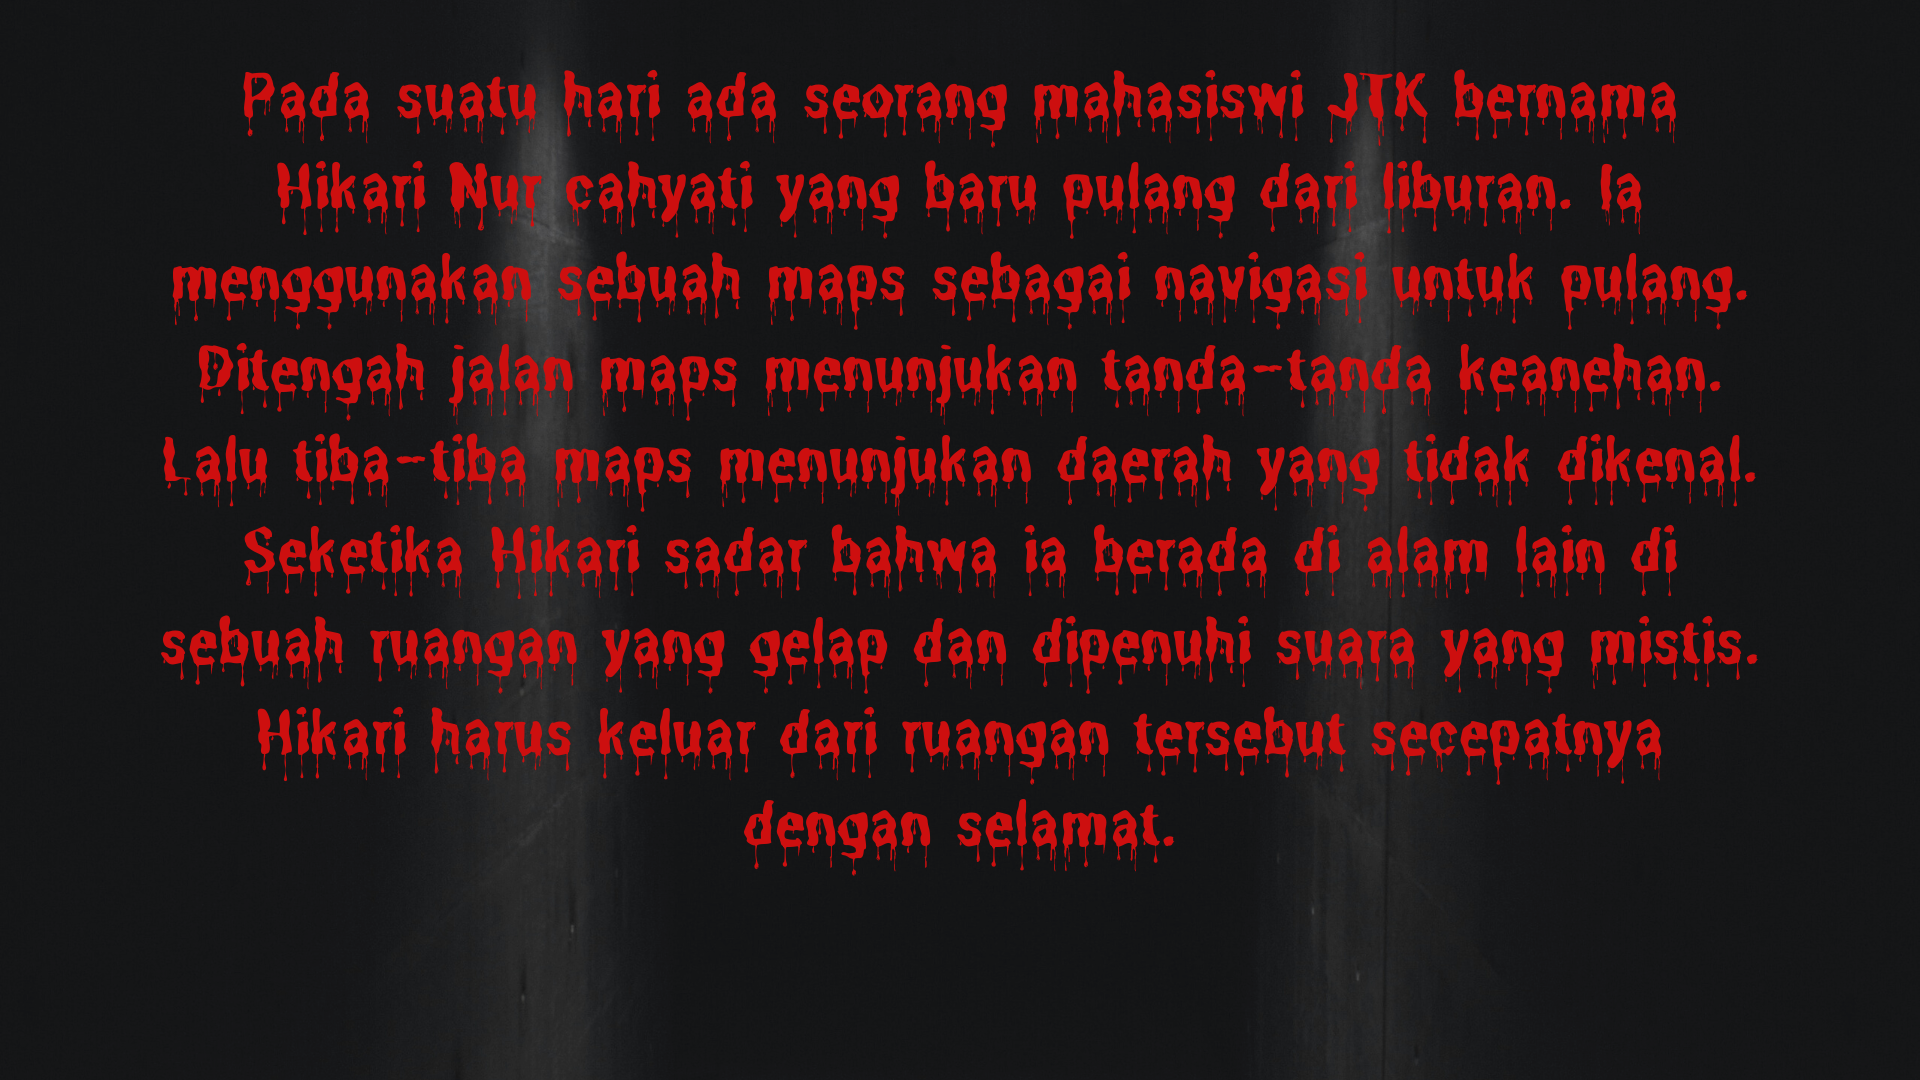 Pada suatu hari ada seorang mahasiswi JTK bernama
Hikari Nur cahyati yang baru pulang dari liburan. Ia
menggunakan sebuah maps sebagai navigasi untuk pulang.
Ditengah jalan maps menunjukan tanda-tanda keanehan.
Lalu tiba-tiba maps menunjukan daerah yang tidak dikenal.
Seketika Hikari sadar bahwa ia berada di alam lain di
sebuah ruangan yang gelap dan dipenuhi suara yang mistis.
Hikari harus keluar dari ruangan tersebut secepatnya
dengan selamat.